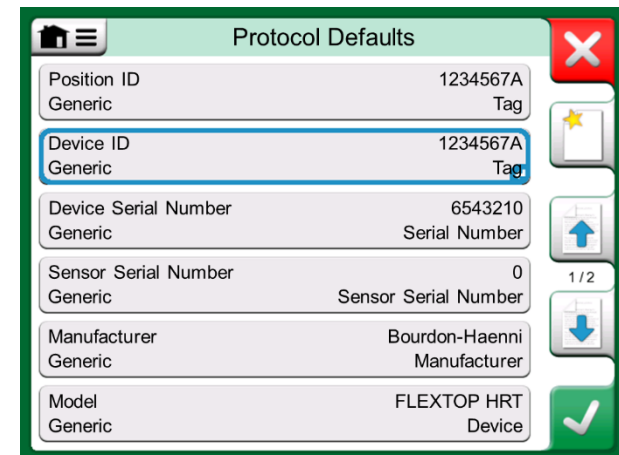 Protocol Defaults
Position ID 1234567A
Generic Tag
Device ID 1234567A
Generic Tag
Device Serial Number 6543210
Generic Serial Number
Sensor Serial Number 0
Generic Sensor Serial Number
1/2
Manufacturer Bourdon-Haenni
Generic Manufacturer
Model FLEXTOP HRT
Generic Device